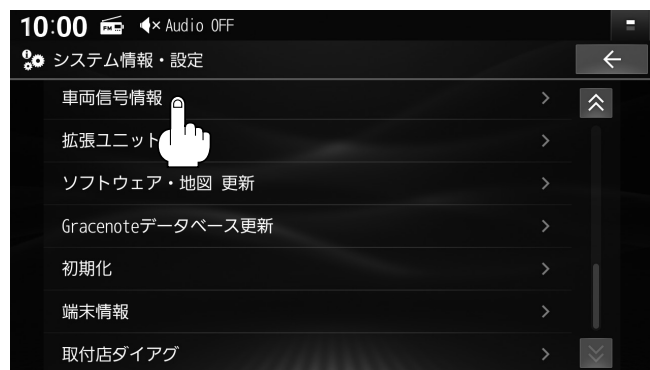 10:00 FM Audio OFF
システム情報・設定
車両信号情報
拡張ユニット
ソフトウェア・地図 更新
Gracenoteデータベース更新
初期化
端末情報
取付店ダイアグ